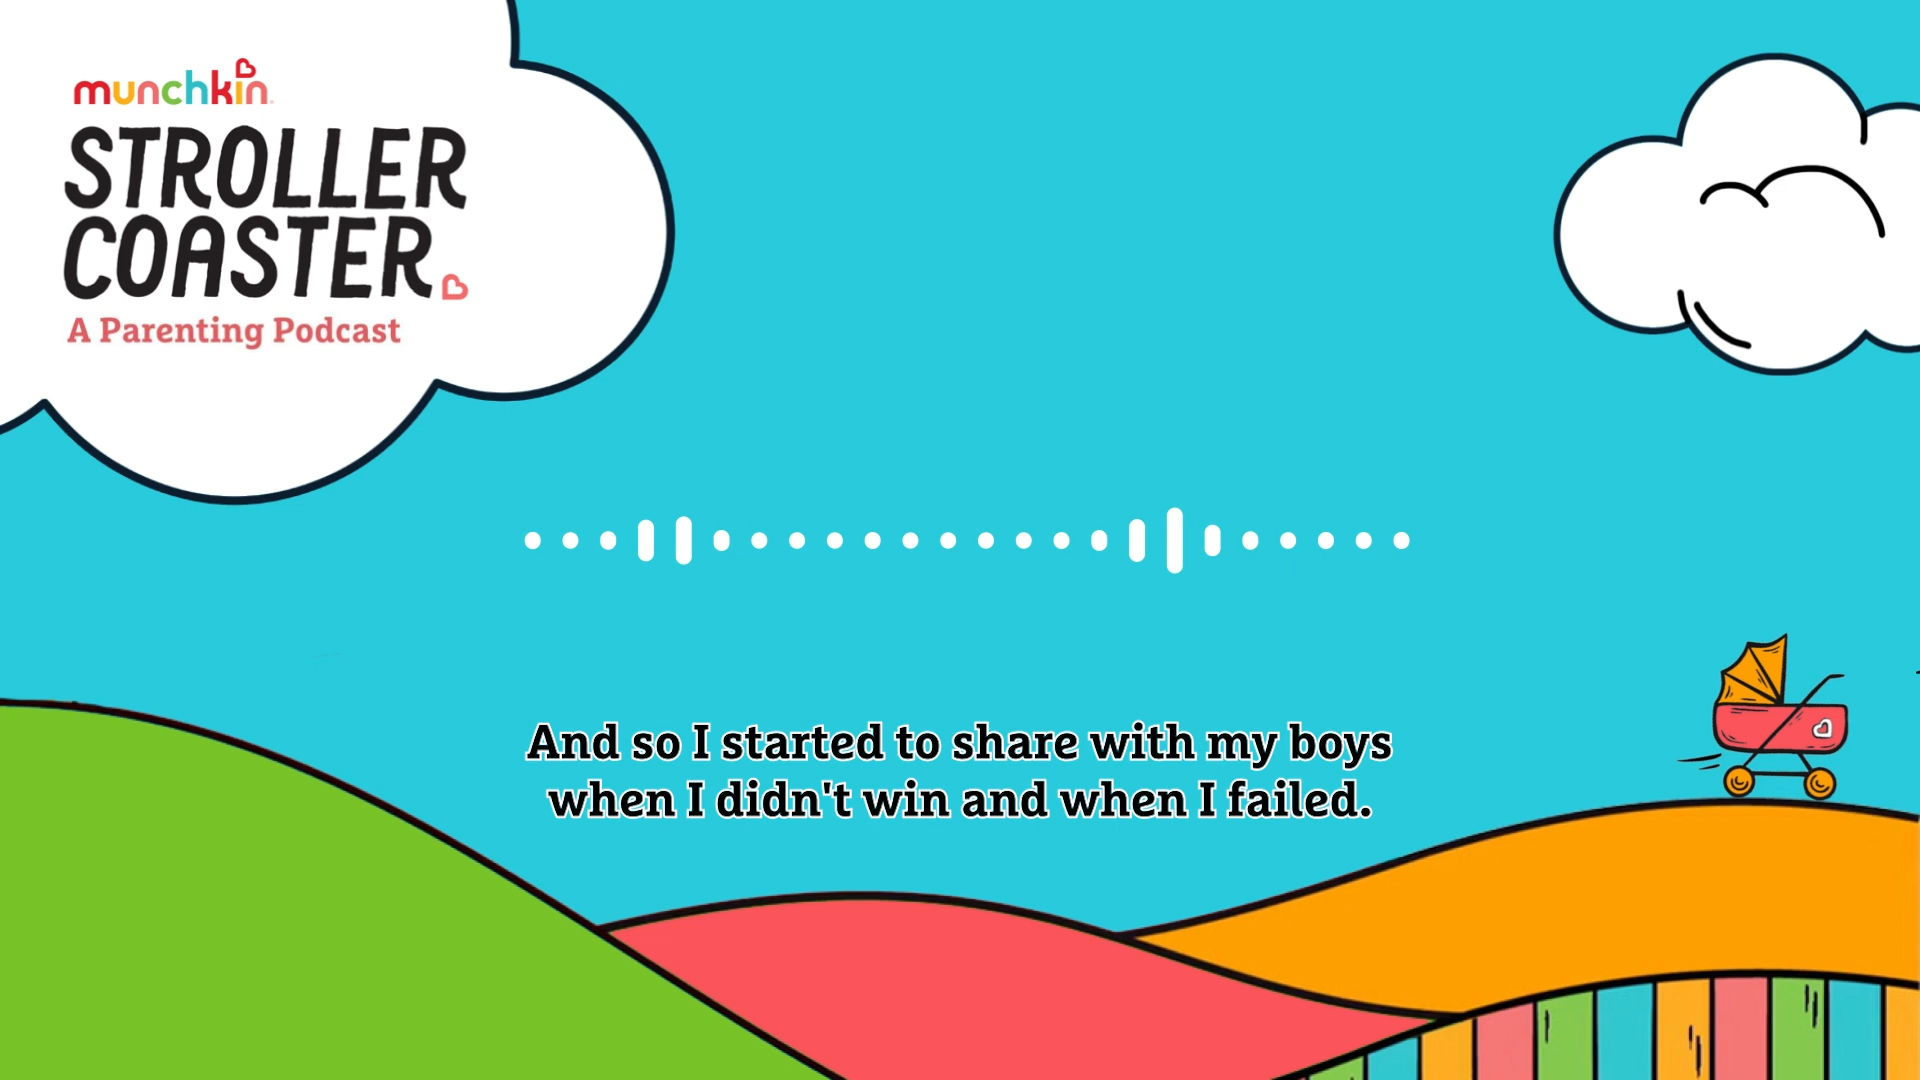 munchkin
STROLLER
COASTER
A Parenting Podcast
And so I started to share with my boys
when I didn't win and when I failed.